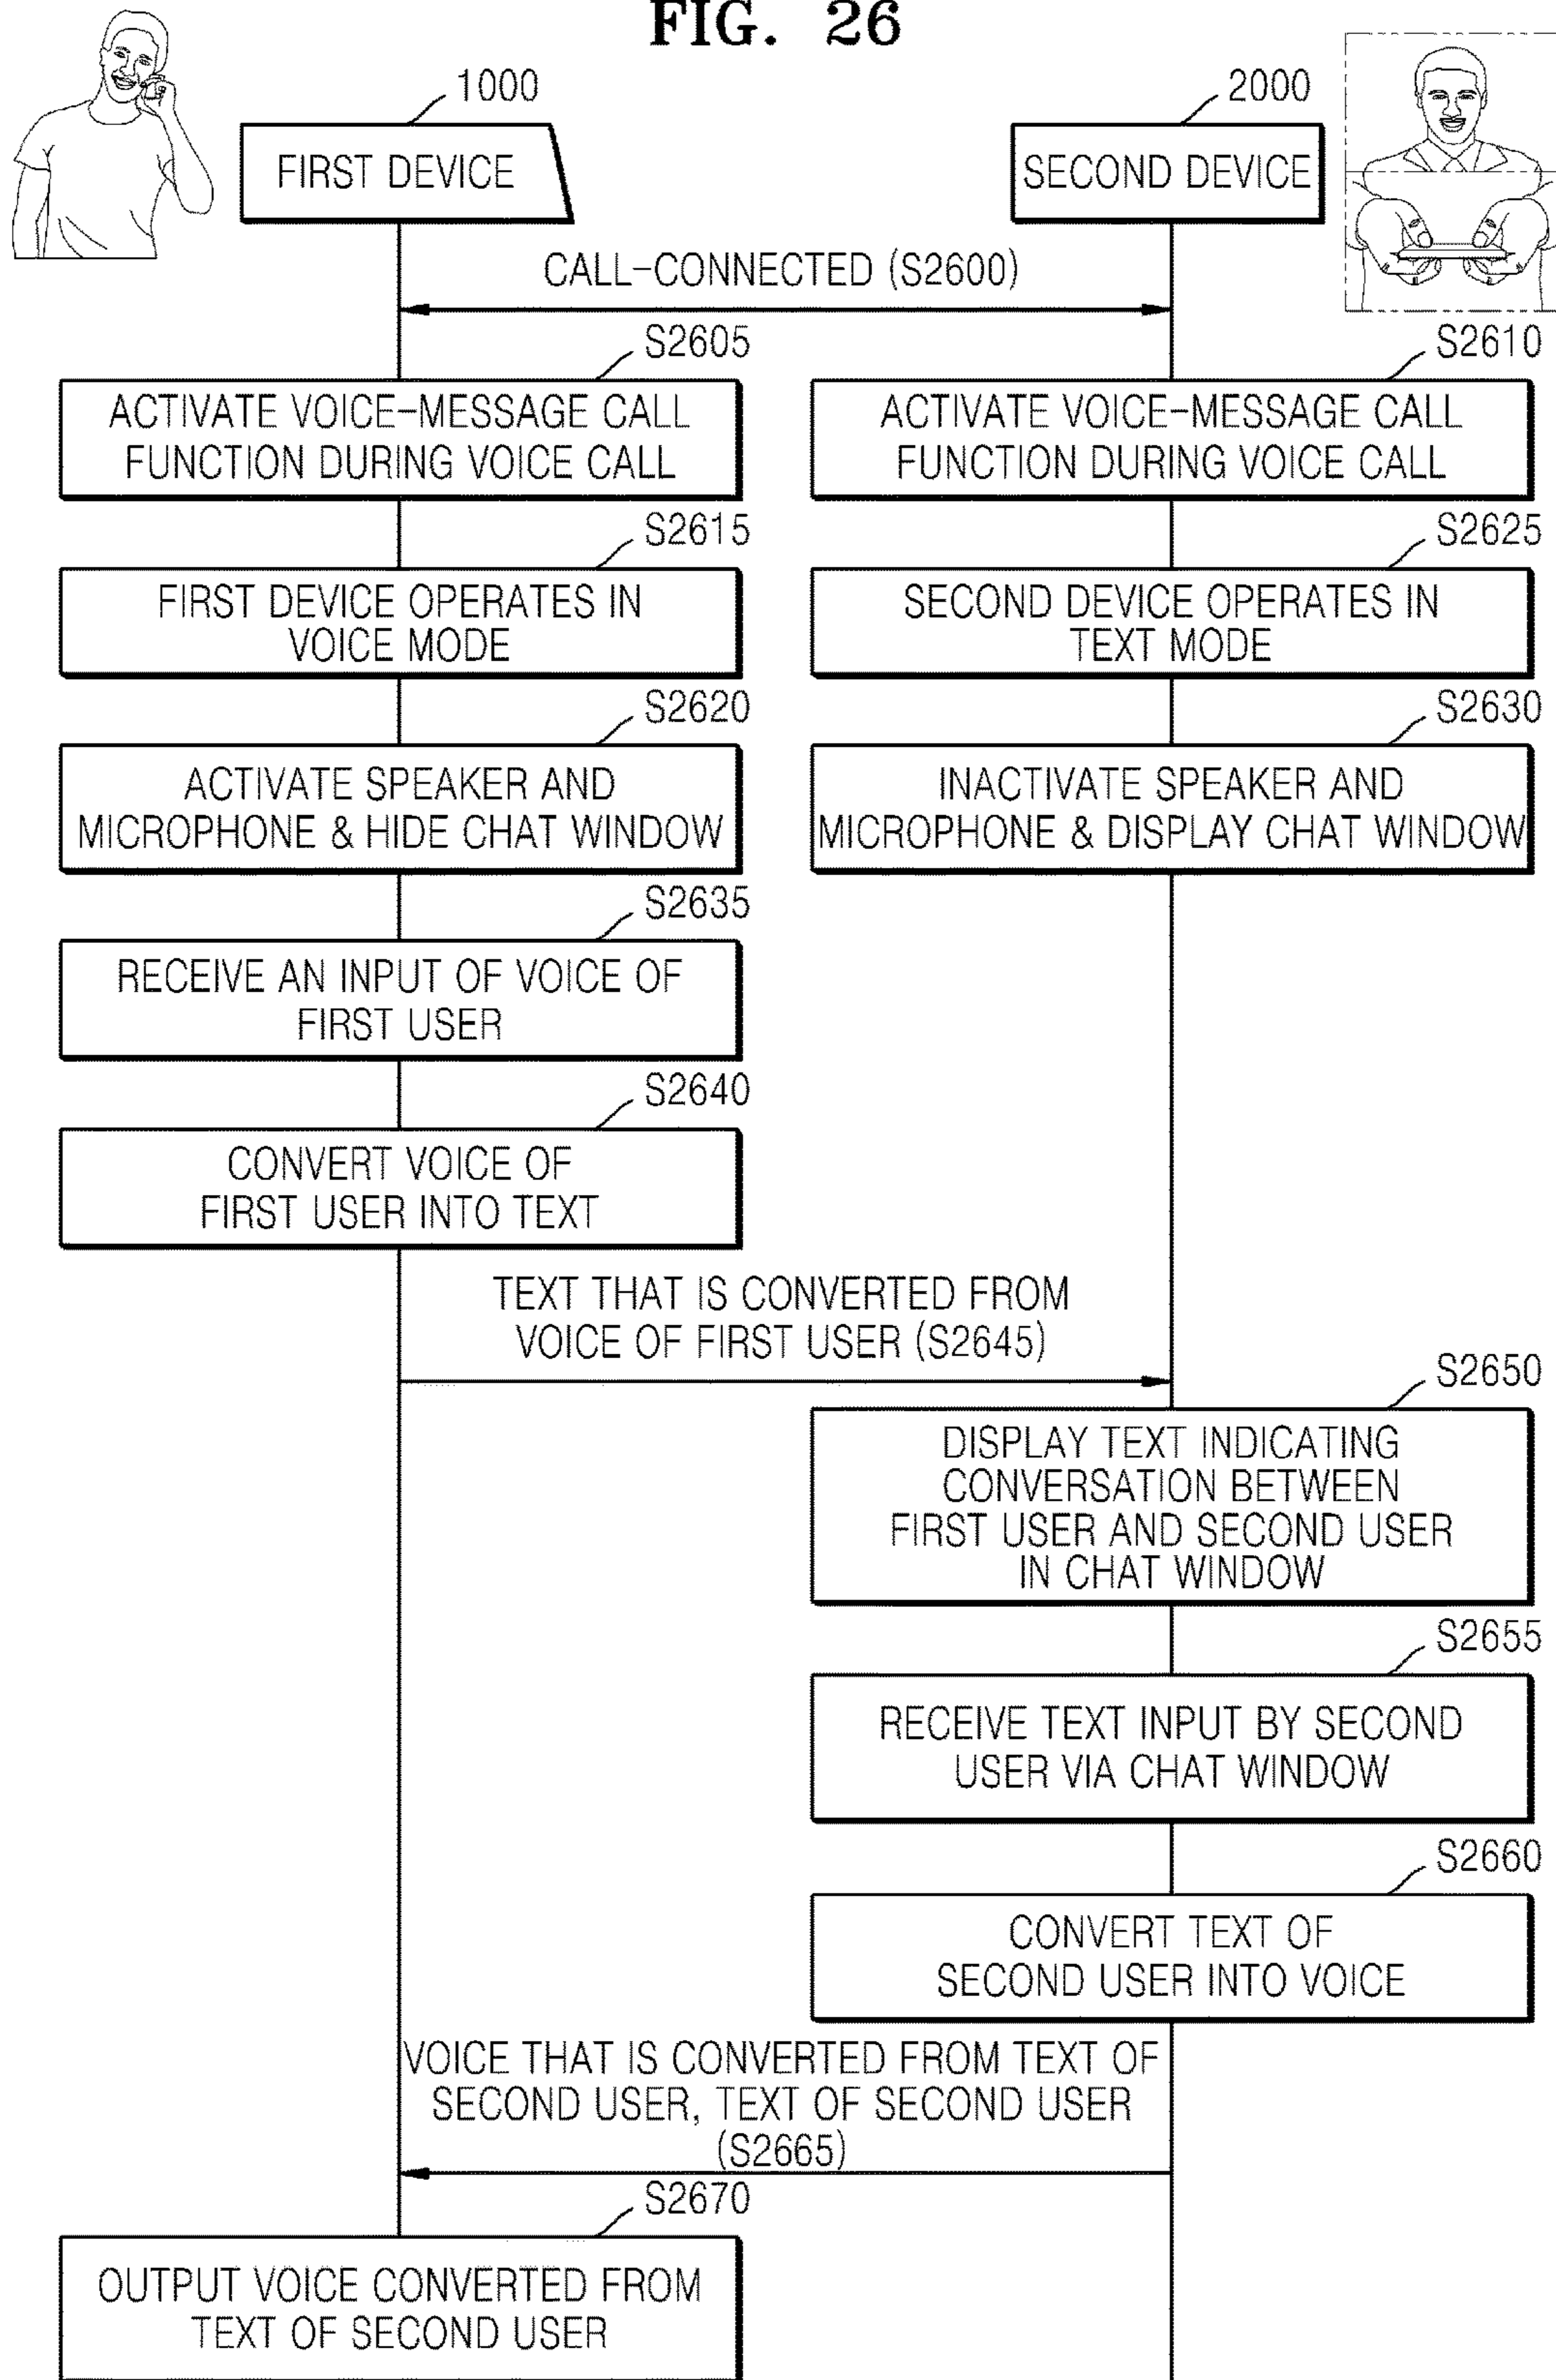 FIG. 26
1000
FIRST DEVICE
2000
SECOND DEVICE
CALL-CONNECTED (S2600)
S2605
ACTIVATE VOICE-MESSAGE CALL
FUNCTION DURING VOICE CALL
S2610
ACTIVATE VOICE-MESSAGE CALL
FUNCTION DURING VOICE CALL
S2615
FIRST DEVICE OPERATES IN
VOICE MODE
S2625
SECOND DEVICE OPERATES IN
TEXT MODE
S2620
ACTIVATE SPEAKER AND
MICROPHONE & HIDE CHAT WINDOW
S2630
INACTIVATE SPEAKER AND
MICROPHONE & DISPLAY CHAT WINDOW
S2635
RECEIVE AN INPUT OF VOICE OF
FIRST USER
S2640
CONVERT VOICE OF
FIRST USER INTO TEXT
TEXT THAT IS CONVERTED FROM
VOICE OF FIRST USER (S2645)
S2650
DISPLAY TEXT INDICATING
CONVERSATION BETWEEN
FIRST USER AND SECOND USER
IN CHAT WINDOW
S2655
RECEIVE TEXT INPUT BY SECOND
USER VIA CHAT WINDOW
S2660
CONVERT TEXT OF
SECOND USER INTO VOICE
VOICE THAT IS CONVERTED FROM TEXT OF
SECOND USER, TEXT OF SECOND USER
(S2665)
S2670
OUTPUT VOICE CONVERTED FROM
TEXT OF SECOND USER